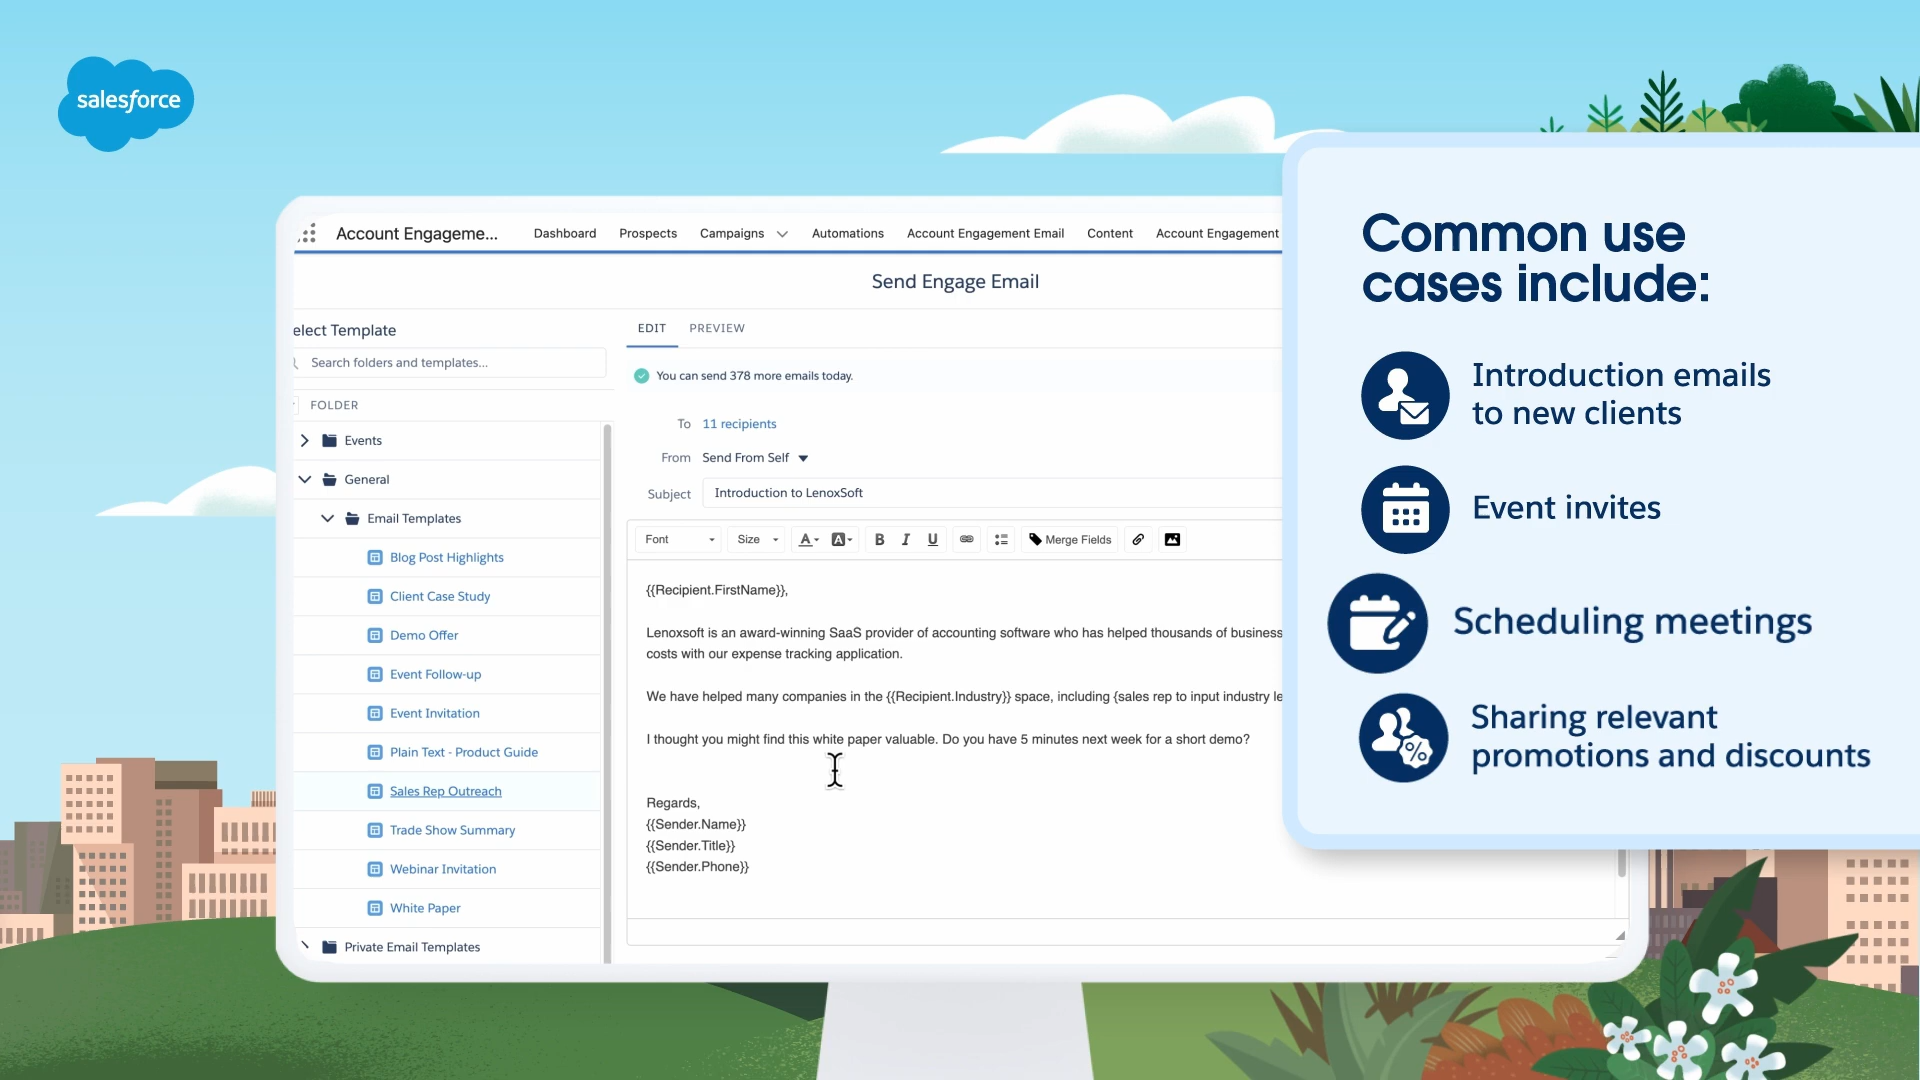 salesforce
Account Engageme...
Dashboard
Prospects
Campaigns
Automations
Account Engagement Email
Content
Account Engagement
Send Engage Email
elect Template
Search folders and templates...
FOLDER
Events
General
Email Templates
Blog Post Highlights
Client Case Study
Demo Offer
Event Follow-up
Event Invitation
Plain Text - Product Guide
Sales Rep Outreach
Trade Show Summary
Webinar Invitation
White Paper
Private Email Templates
EDIT
PREVIEW
You can send 378 more emails today.
To 11 recipients
From Send From Self
Subject Introduction to LenoxSoft
Font
Size
A
A
B
I
U
Merge Fields
{{Recipient.FirstName}},
Lenoxsoft is an award-winning SaaS provider of accounting software who has helped thousands of business
costs with our expense tracking application.
We have helped many companies in the {{Recipient.Industry}} space, including {sales rep to input industry le
I thought you might find this white paper valuable. Do you have 5 minutes next week for a short demo?
Regards,
{{Sender.Name}}
{{Sender.Title}}
{{Sender.Phone}}
Common use
cases include:
Introduction emails
to new clients
Event invites
Scheduling meetings
Sharing relevant
promotions and discounts